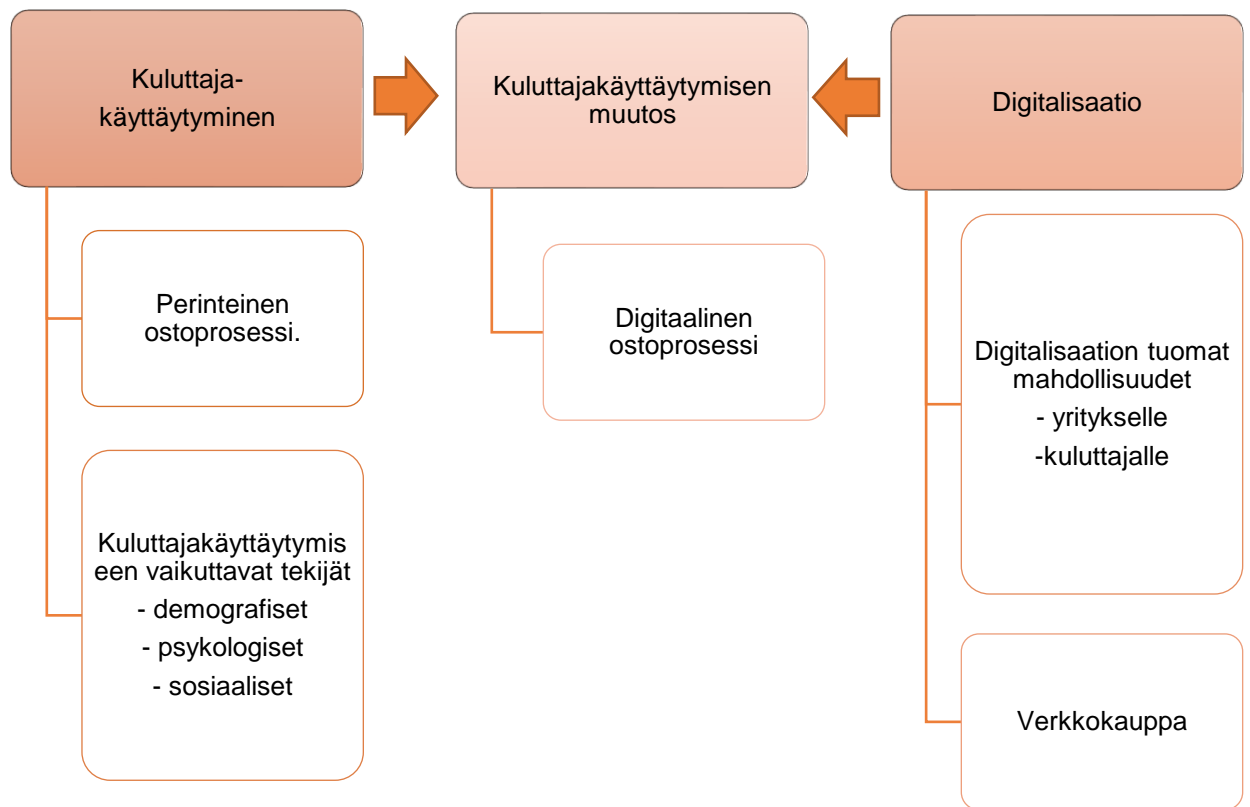 Kuluttaja-
käyttäytyminen
Perinteinen
ostoprosessi.
Kuluttajakäyttäytymis
een vaikuttavat tekijät
- demografiset
- psykologiset
- sosiaaliset
Kuluttajakäyttäytymisen
muutos
Digitaalinen
ostoprosessi
Digitalisaatio
Digitalisaation tuomat
mahdollisuudet
- yritykselle
-kuluttajalle
Verkkokauppa